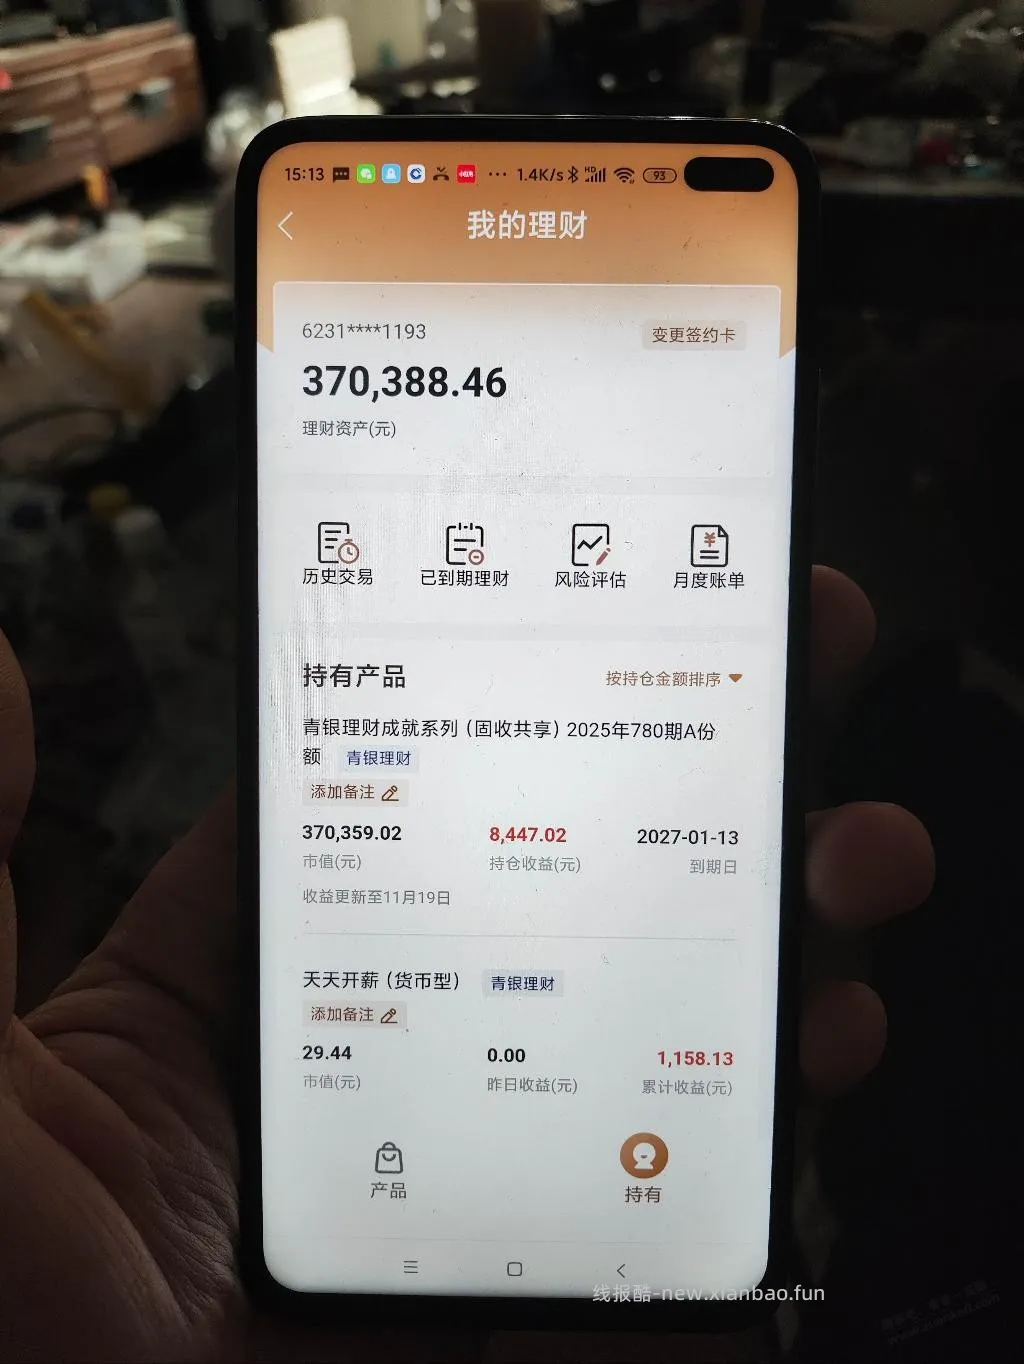 15:13 1.4K/s HD 93
我的理财
6231****1193 变更签约卡
370,388.46
理财资产(元)
历史交易 已到期理财 风险评估 月度账单
持有产品 按持仓金额排序
青银理财成就系列 (固收共享) 2025年780期A份
额 青银理财
添加备注
370,359.02 8,447.02 2027-01-13
市值(元) 持仓收益(元) 到期日
收益更新至11月19日
天天开薪 (货币型) 青银理财
添加备注
29.44 0.00 1,158.13
市值(元) 昨日收益(元) 累计收益(元)
产品 持有
线报酷-new.xianbao.fun